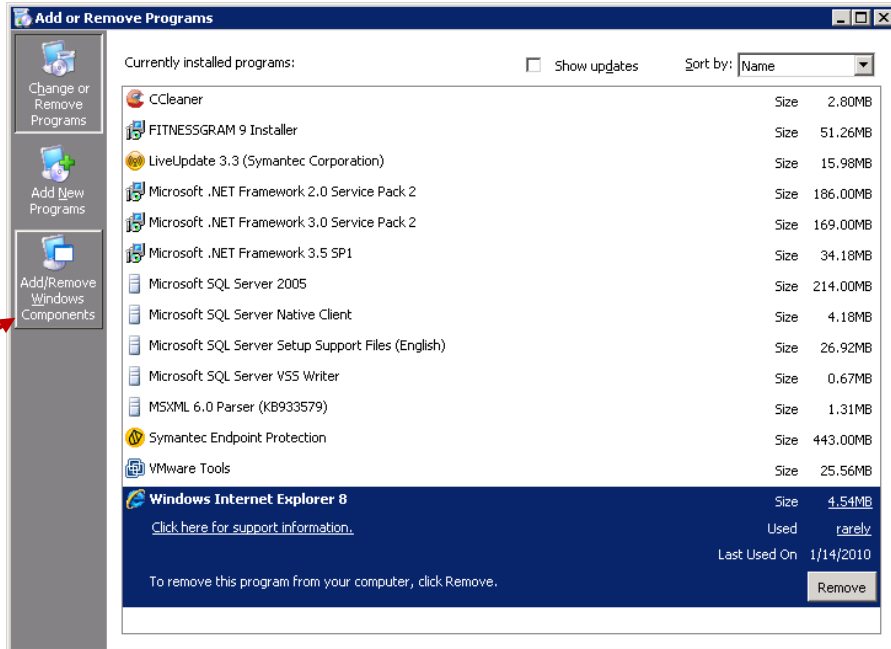 Add or Remove Programs
Change or
Remove
Programs
Add New
Programs
Add/Remove
Windows
Components
Currently installed programs:
Show updates
Sort by: Name
CCleaner Size 2.80MB
FITNESSGRAM 9 Installer Size 51.26MB
LiveUpdate 3.3 (Symantec Corporation) Size 15.98MB
Microsoft .NET Framework 2.0 Service Pack 2 Size 186.00MB
Microsoft .NET Framework 3.0 Service Pack 2 Size 169.00MB
Microsoft .NET Framework 3.5 SP1 Size 34.18MB
Microsoft SQL Server 2005 Size 214.00MB
Microsoft SQL Server Native Client Size 4.18MB
Microsoft SQL Server Setup Support Files (English) Size 26.92MB
Microsoft SQL Server VSS Writer Size 0.67MB
MSXML 6.0 Parser (KB933579) Size 1.31MB
Symantec Endpoint Protection Size 443.00MB
VMware Tools Size 25.56MB
Windows Internet Explorer 8 Size 4.54MB
Click here for support information. Used rarely
Last Used On 1/14/2010
To remove this program from your computer, click Remove. Remove